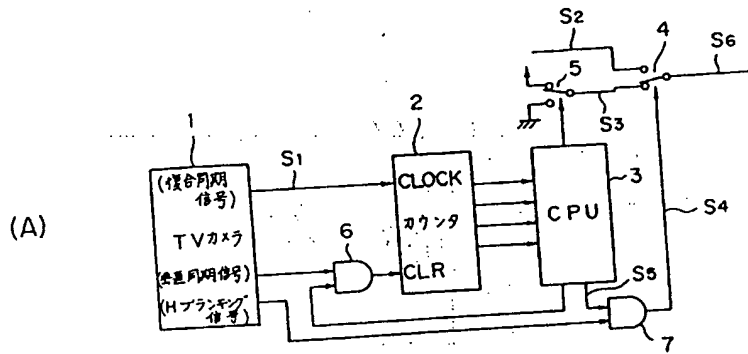 S2
4
S6
5
1
2
S3
S1
(複合同期
信号)
CLOCK
3
CPU
カウンタ
TVカメラ
6
S4
(A)
(垂直同期信号)
CLR
S5
(Hブランキング
信号)
7